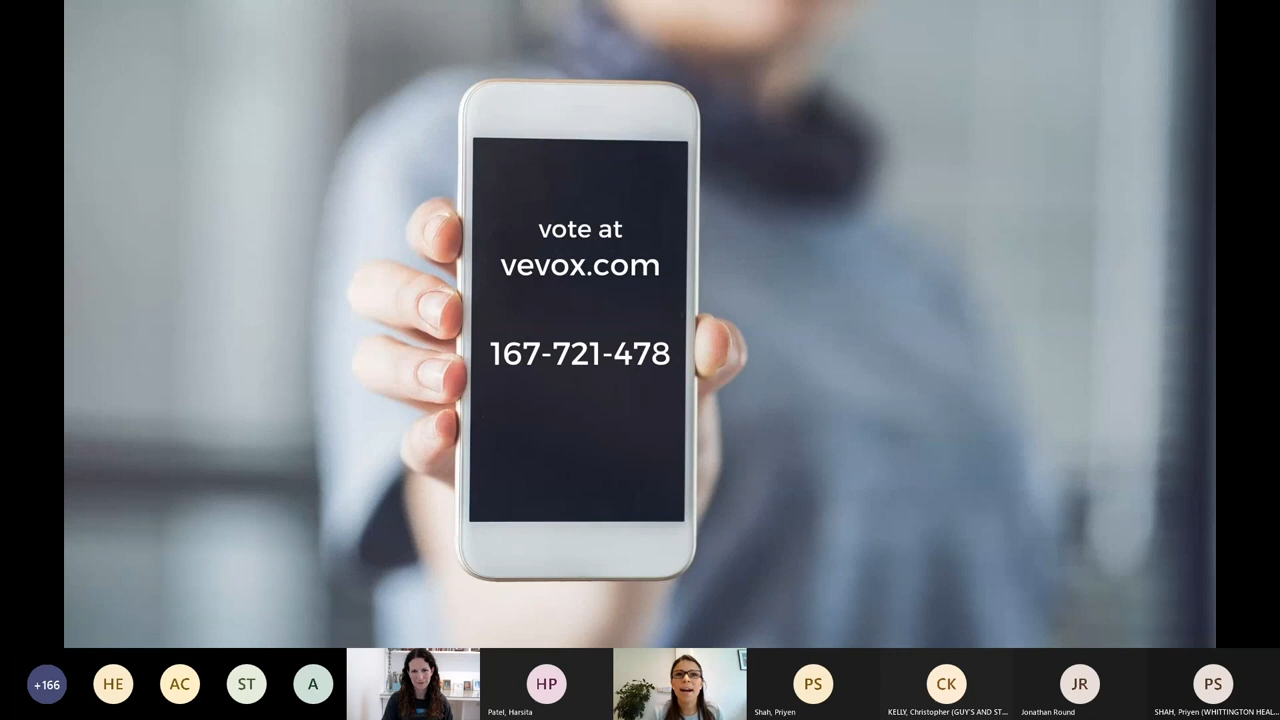 vote at
vevox.com
167-721-478
+166
HE
AC
ST
A
HP
Patel, Harsita
PS
Shah, Priyen
CK
KELLY, Christopher (GUY'S AND ST...
JR
Jonathan Round
PS
SHAH, Priyen (WHITTINGTON HEAL...